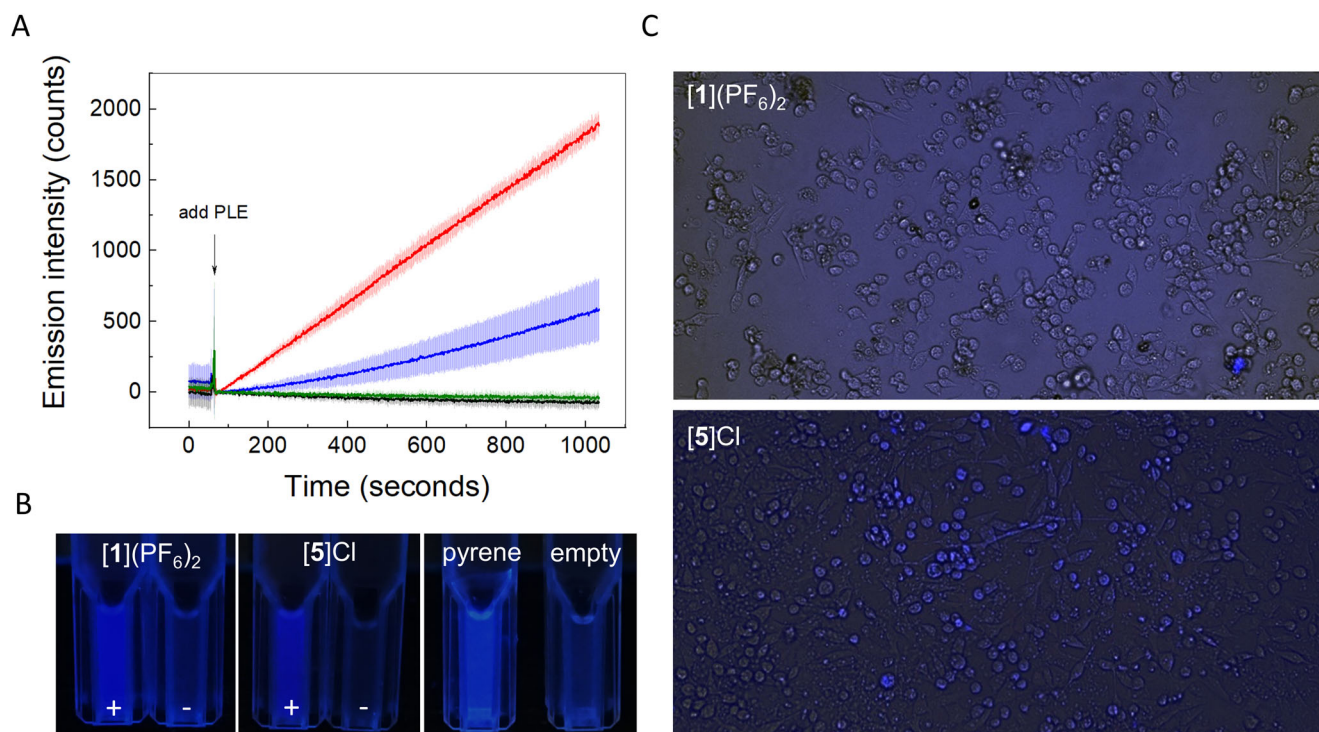 A
Emission intensity (counts)
2000
1500
1000
500
0
add PLE
0 200 400 600 800 1000
Time (seconds)
B
[1](PF6)2
[5]Cl
pyrene
empty
+
-
+
-
C
[1](PF6)2
[5]Cl